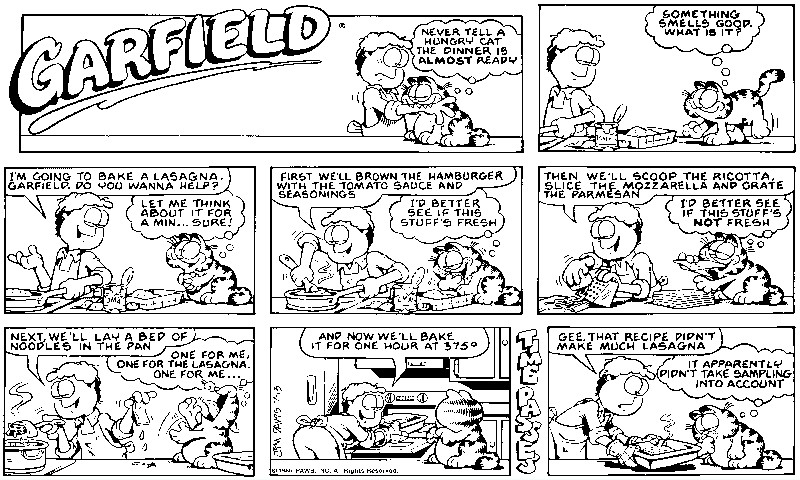 GARFIELD
®
NEVER TELL A
HUNGRY CAT
THE DINNER IS
ALMOST READY
SOMETHING
SMELLS GOOD.
WHAT IS IT?
I'M GOING TO BAKE A LASAGNA,
GARFIELD. DO YOU WANNA HELP?
LET ME THINK
ABOUT IT FOR
A MIN... SURE!
FIRST WE'LL BROWN THE HAMBURGER
WITH THE TOMATO SAUCE AND
SEASONINGS
I'D BETTER
SEE IF THIS
STUFF'S FRESH
THEN WE'LL SCOOP THE RICOTTA,
SLICE THE MOZZARELLA AND GRATE
THE PARMESAN
I'D BETTER SEE
IF THIS STUFF'S
NOT FRESH
NEXT, WE'LL LAY A BED OF
NOODLES IN THE PAN
ONE FOR ME,
ONE FOR THE LASAGNA.
ONE FOR ME...
AND NOW WE'LL BAKE
IT FOR ONE HOUR AT 375°
JIM DAVIS
PAWS, INC. All Rights Reserved.
GEE, THAT RECIPE DIDN'T
MAKE MUCH LASAGNA
IT APPARENTLY
DIDN'T TAKE SAMPLING
INTO ACCOUNT